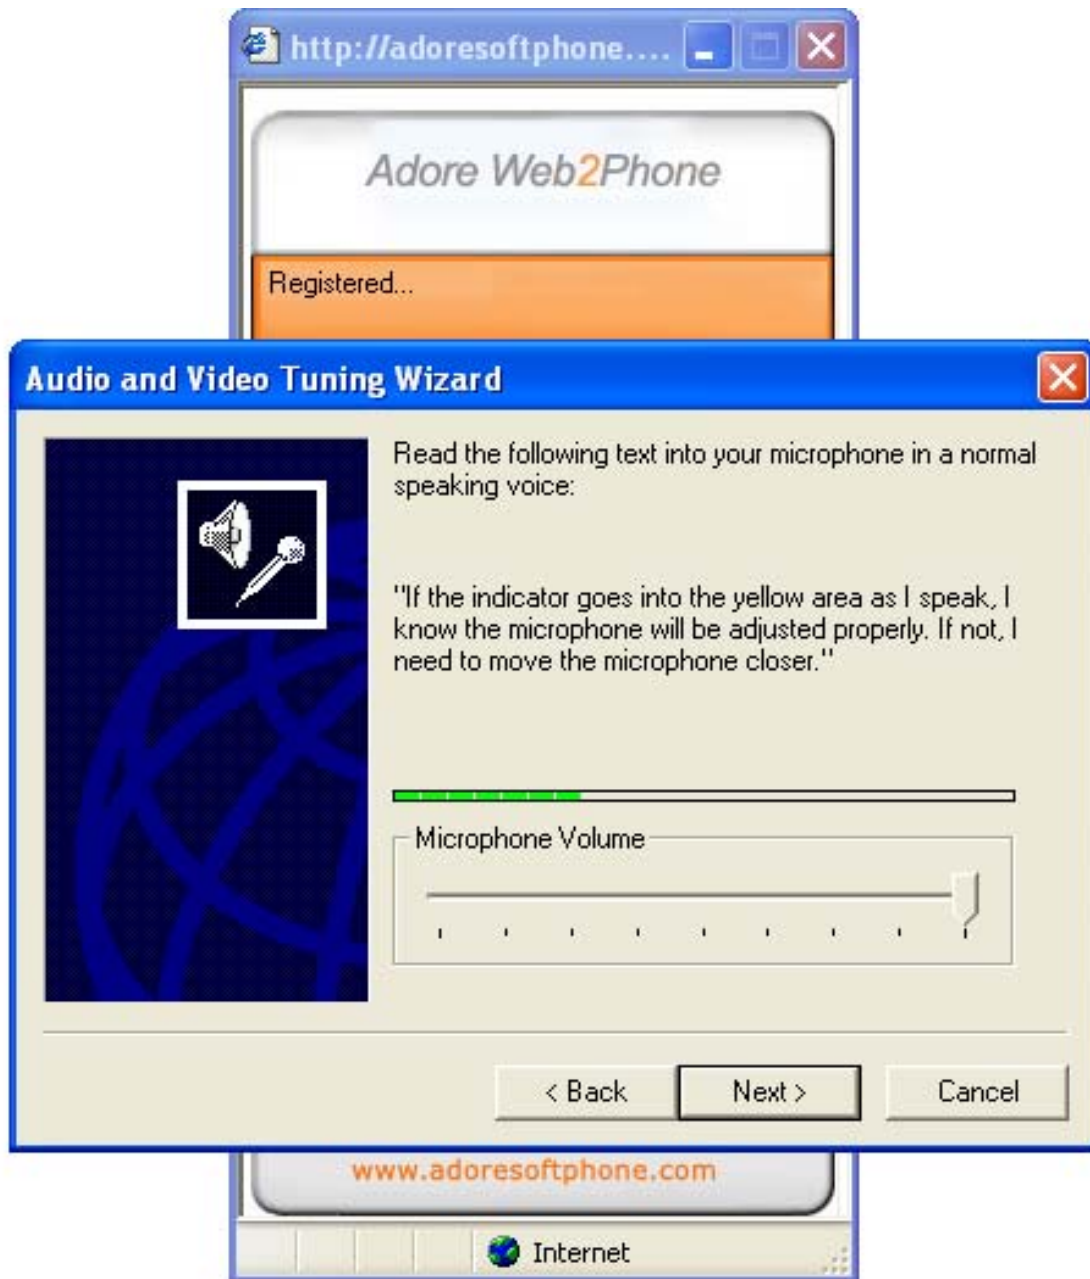 http://adoresoftphone....
Adore Web2Phone
Registered...
Audio and Video Tuning Wizard
Read the following text into your microphone in a normal
speaking voice:
"If the indicator goes into the yellow area as I speak, I
know the microphone will be adjusted properly. If not, I
need to move the microphone closer."
Microphone Volume
< Back Next > Cancel
www.adoresoftphone.com
Internet